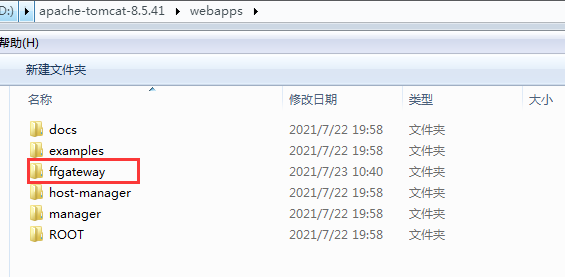 D:) ▸ apache-tomcat-8.5.41 ▸ webapps ▸
帮助(H)
新建文件夹
名称 修改日期 类型 大小
docs 2021/7/22 19:58 文件夹
examples 2021/7/22 19:58 文件夹
ffgateway 2021/7/23 10:40 文件夹
host-manager 2021/7/22 19:58 文件夹
manager 2021/7/22 19:58 文件夹
ROOT 2021/7/22 19:58 文件夹